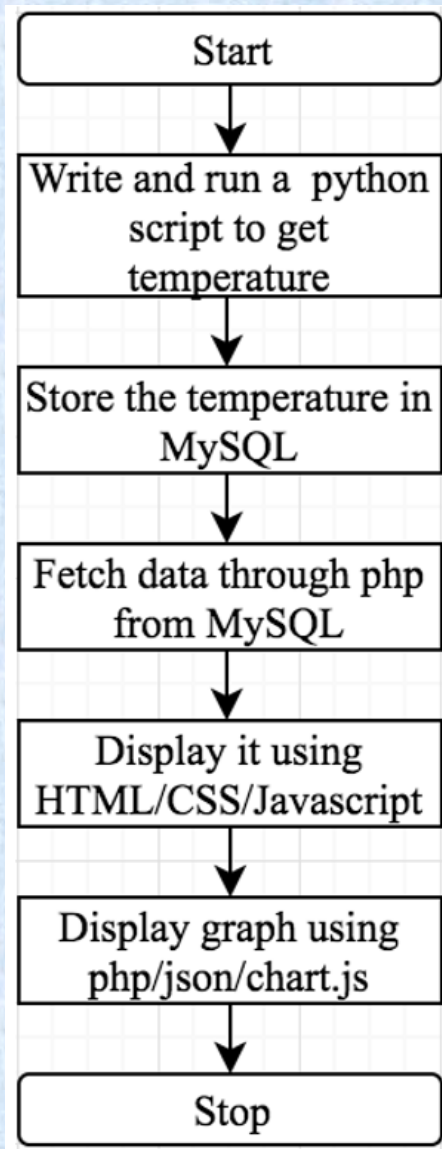 Start
Write and run a python
script to get
temperature
Store the temperature in
MySQL
Fetch data through php
from MySQL
Display it using
HTML/CSS/Javascript
Display graph using
php/json/chart.js
Stop